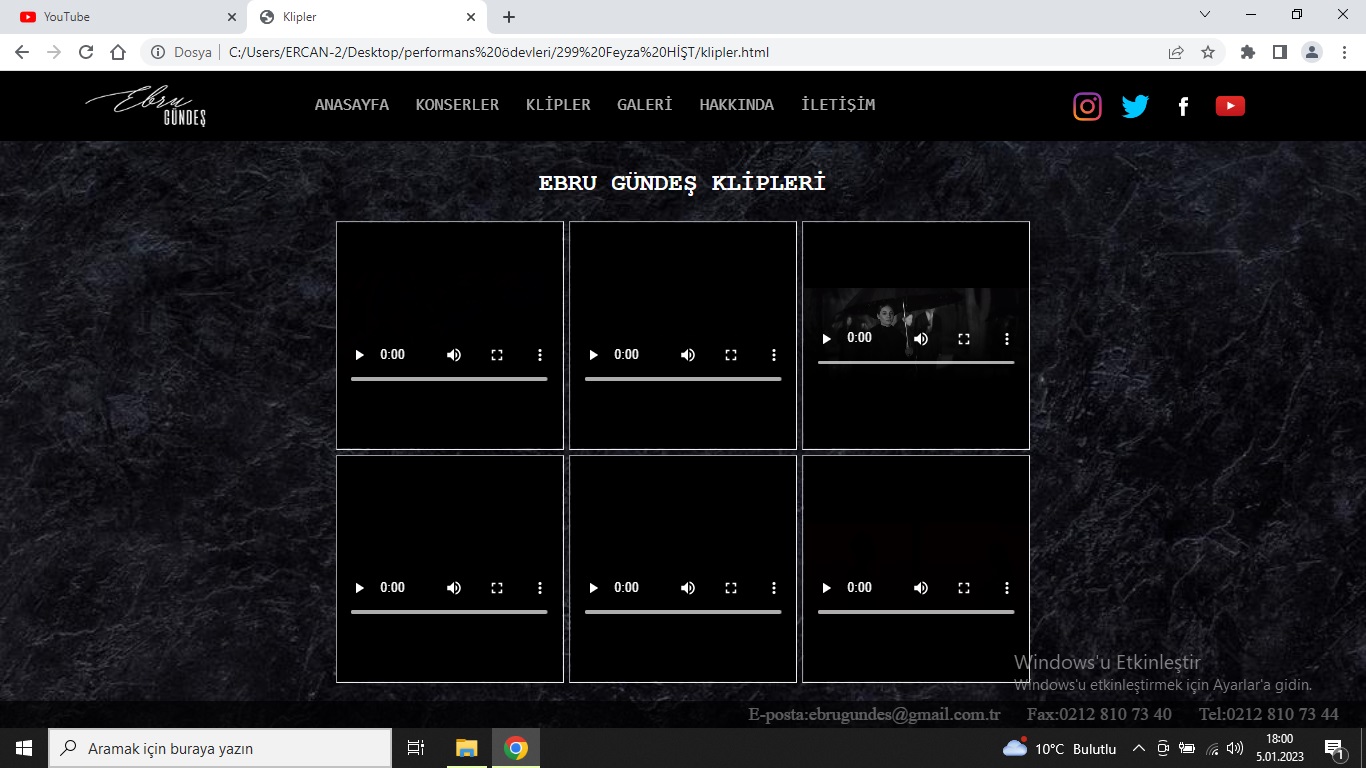 YouTube
Klipler
Dosya
C:/Users/ERCAN-2/Desktop/performans%20ödevleri/299%20Feyza%20HİŞT/klipler.html
Ebru
GÜNDEŞ
ANASAYFA KONSERLER KLİPLER GALERİ HAKKINDA İLETİŞİM
EBRU GÜNDEŞ KLİPLERİ
0:00 0:00 0:00
0:00 0:00 0:00
Windows'u Etkinleştir
Windows'u etkinleştirmek için Ayarlar'a gidin.
E-posta:ebrugundes@gmail.com.tr Fax:0212 810 73 40 Tel:0212 810 73 44
Aramak için buraya yazın
10°C Bulutlu
18:00
5.01.2023
1